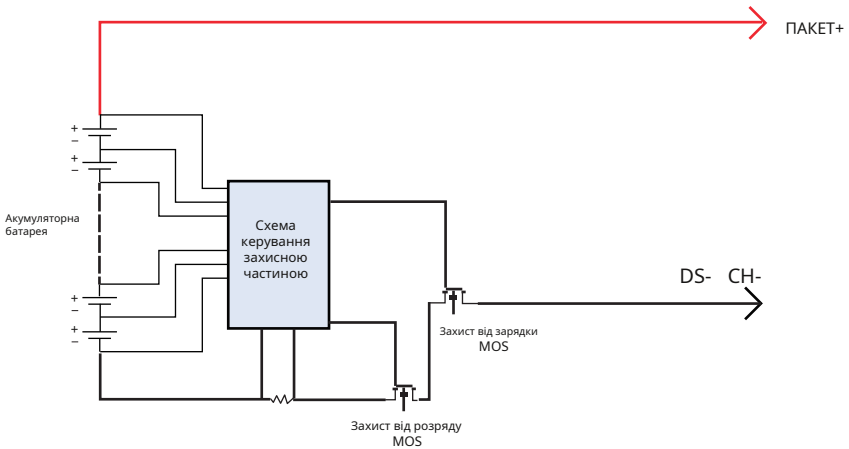 ПАКЕТ+
+
−
+
−
Акумуляторна
батарея
Схема
керування
захисною
частиною
DS- CH-
+
−
+
−
Захист від зарядки
MOS
Захист від розряду
MOS